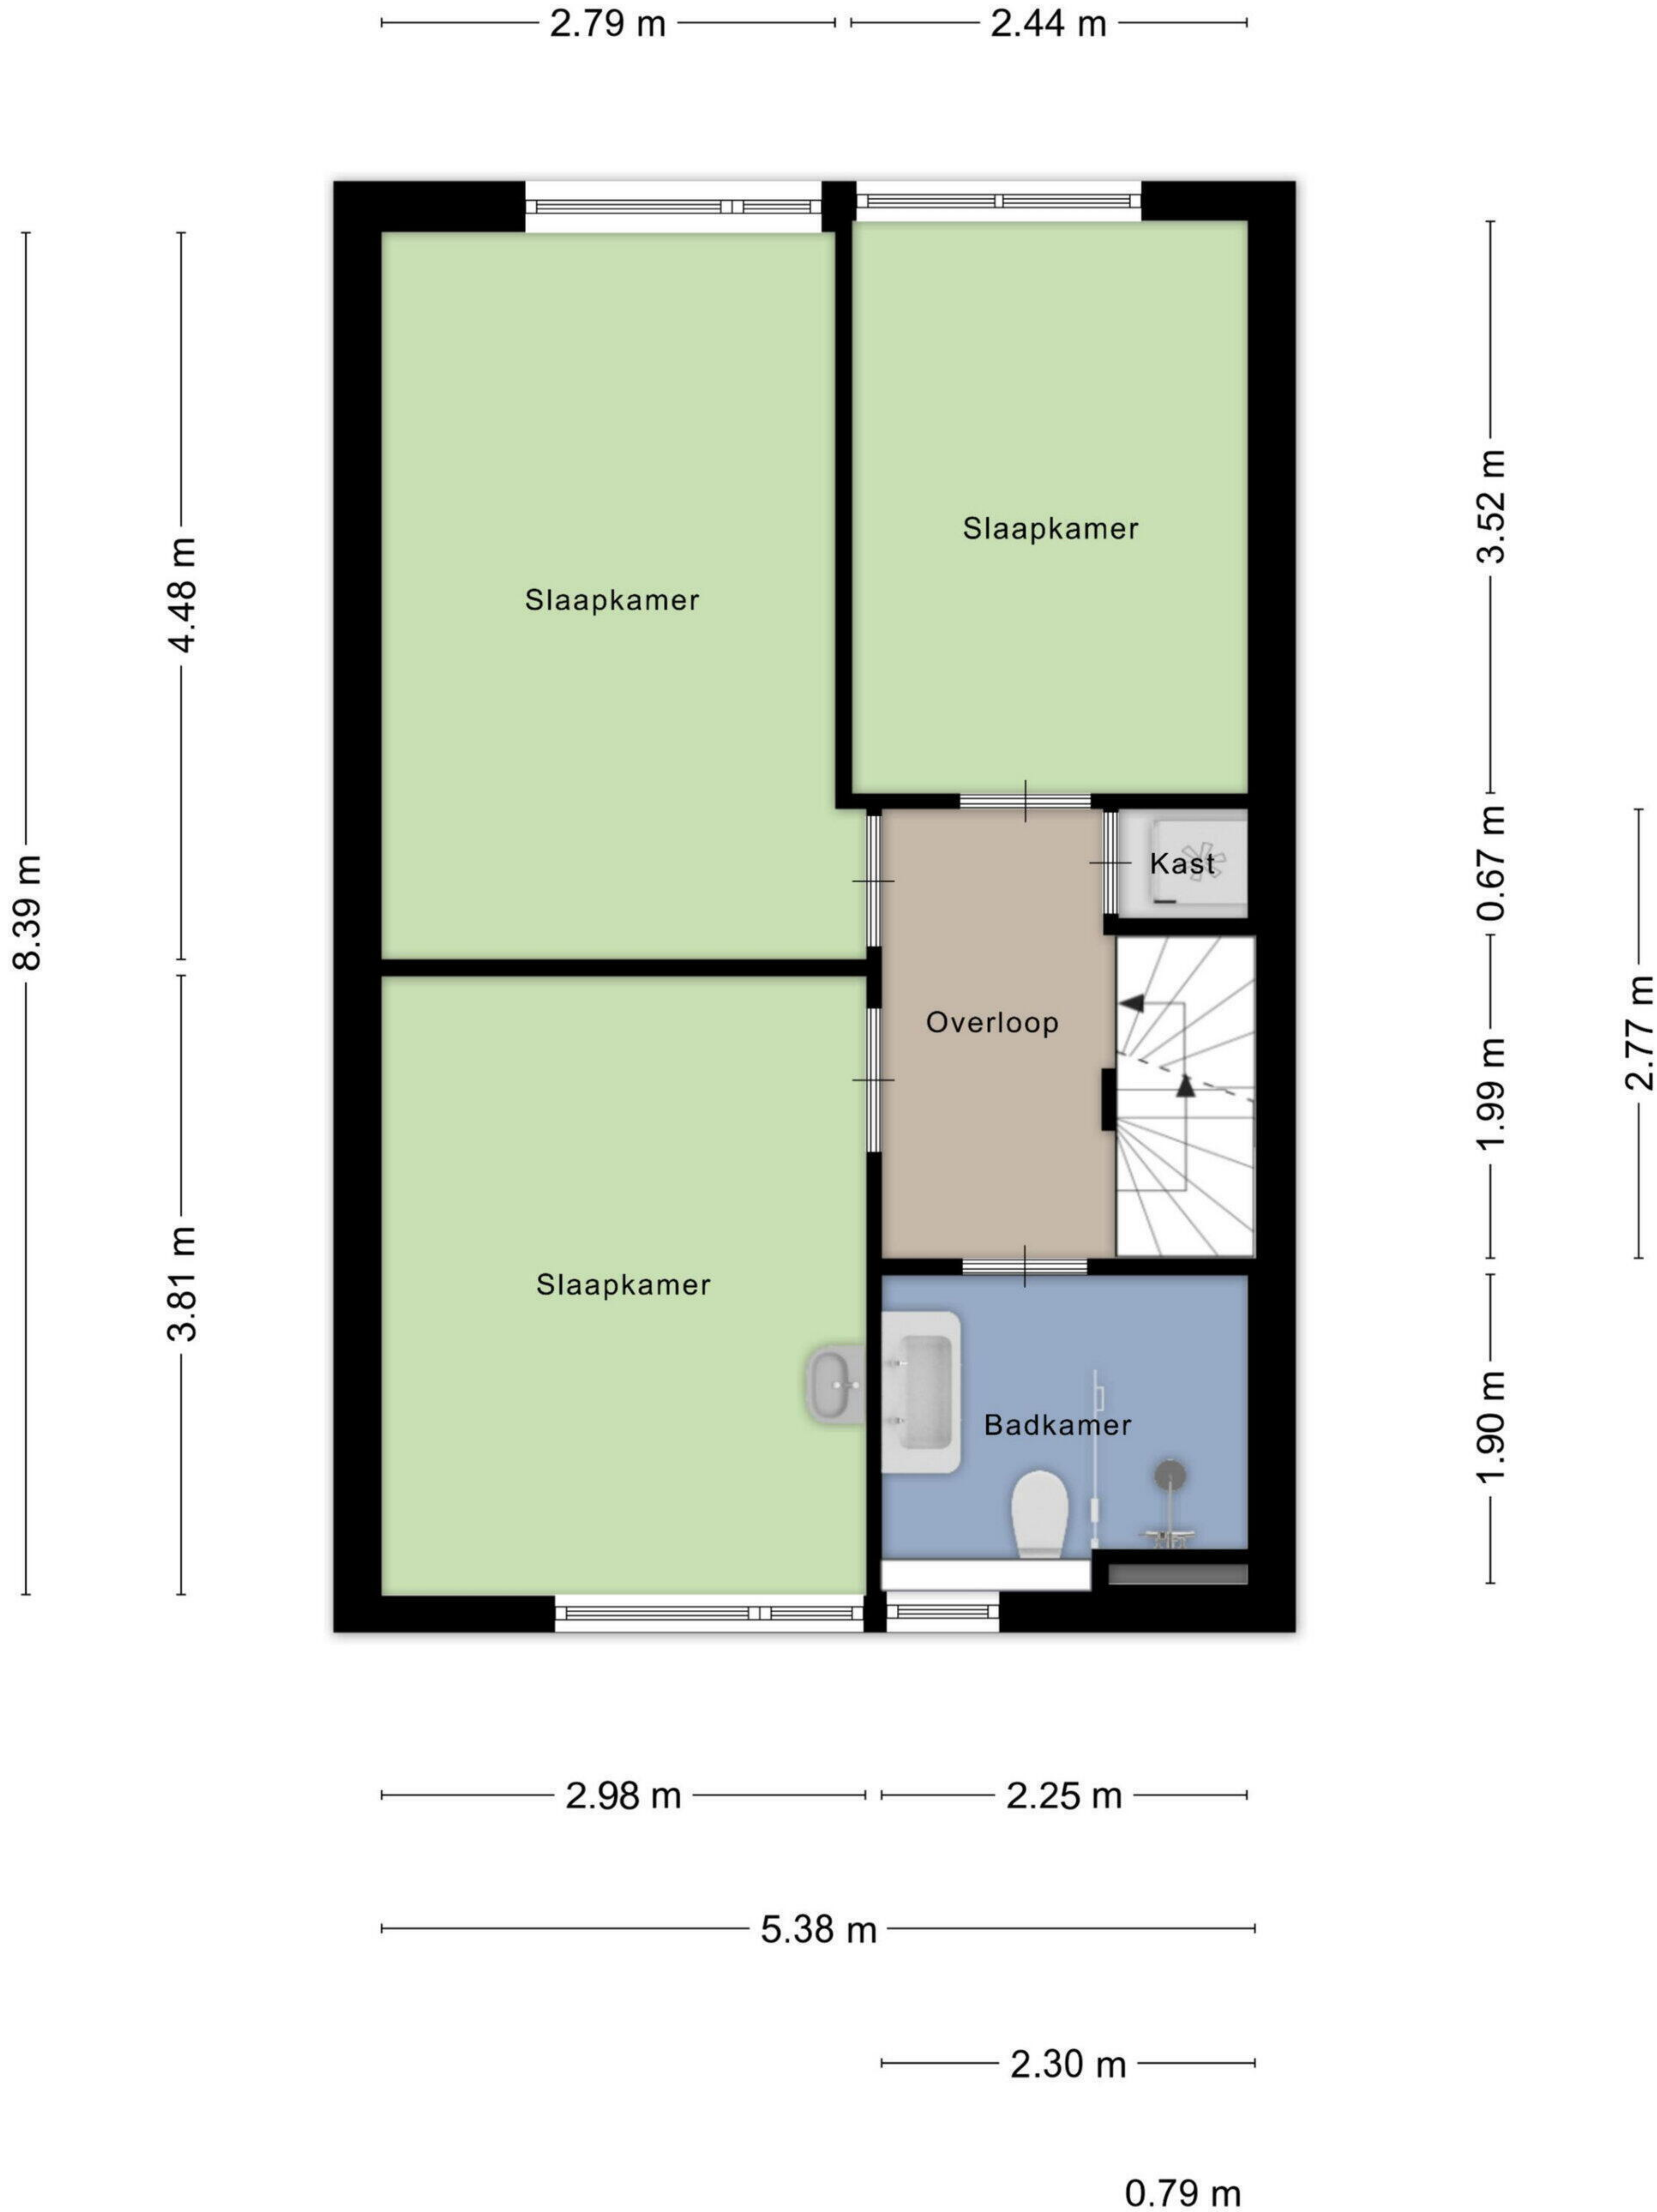 2.79 m
2.44 m
8.39 m
4.48 m
3.81 m
Slaapkamer
Slaapkamer
Kast
Overloop
Slaapkamer
Badkamer
3.52 m
0.67 m
1.99 m
1.90 m
2.77 m
2.98 m
2.25 m
5.38 m
2.30 m
0.79 m